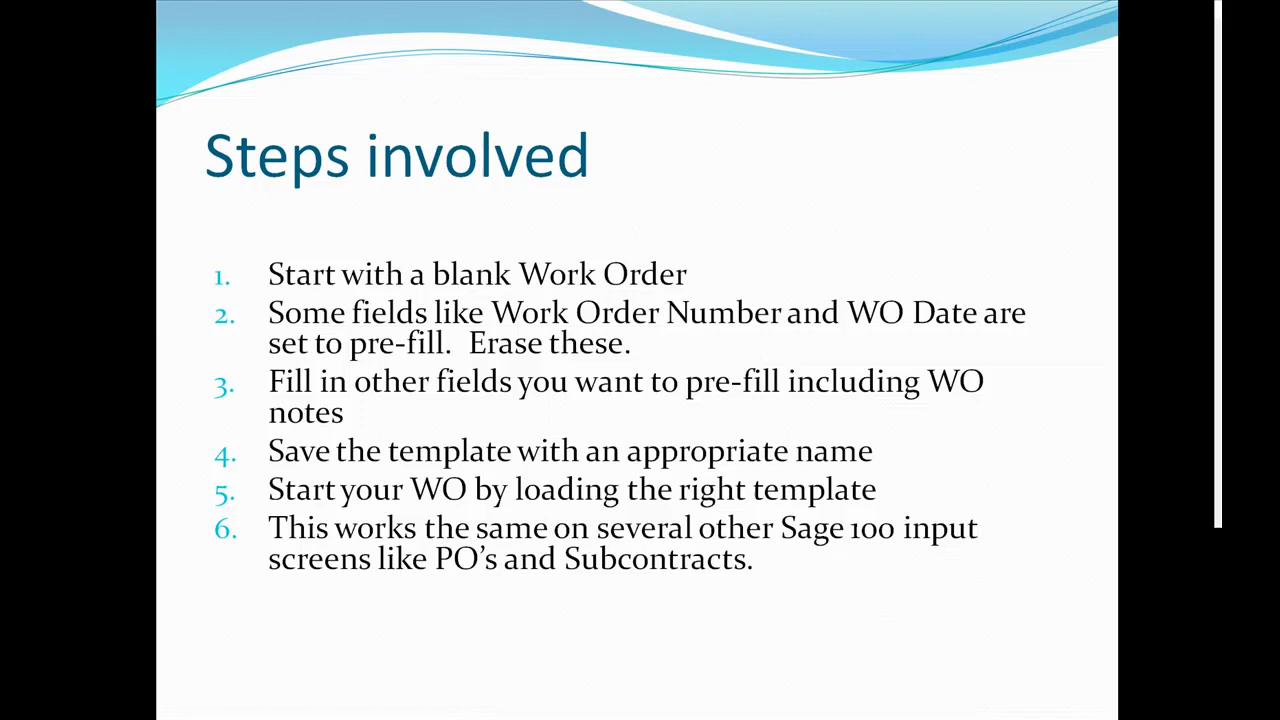 Steps involved
1. Start with a blank Work Order
2. Some fields like Work Order Number and WO Date are
set to pre-fill.  Erase these.
3. Fill in other fields you want to pre-fill including WO
notes
4. Save the template with an appropriate name
5. Start your WO by loading the right template
6. This works the same on several other Sage 100 input
screens like PO’s and Subcontracts.